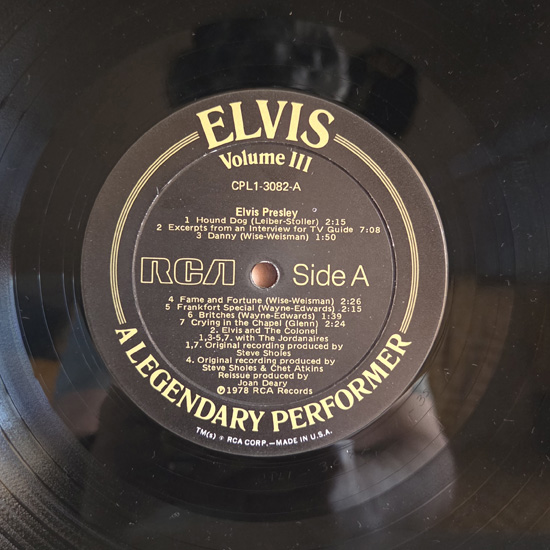 ELVIS
Volume III
CPL1-3082-A
Elvis Presley
1 Hound Dog (Leiber-Stoller) 2:15
2 Excerpts from an Interview for TV Guide 7:08
3 Danny (Wise-Weisman) 1:50
RCA Side A
4 Fame and Fortune (Wise-Weisman) 2:26
5 Frankfort Special (Wayne-Edwards) 2:15
6 Britches (Wayne-Edwards) 1:39
7 Crying in the Chapel (Glenn) 2:24
2. Elvis and The Colonel
1,3-5,7. with The Jordanaires
1,7. Original recording produced by
Steve Sholes
4. Original recording produced by
Steve Sholes & Chet Atkins
Reissue produced by
Joan Deary
℗1978 RCA Records
A LEGENDARY PERFORMER
TM(s) ® RCA CORP.—MADE IN U.S.A.